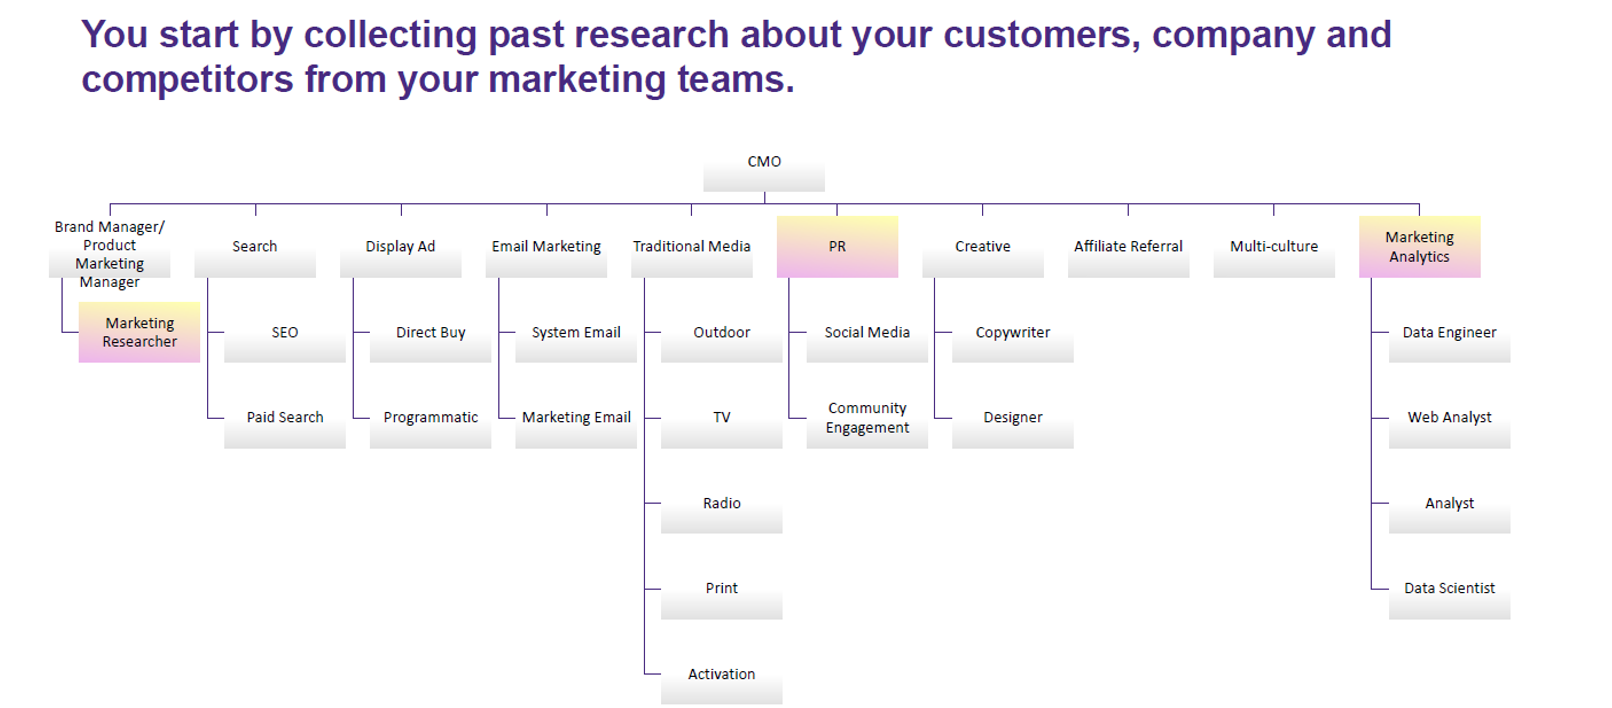 You start by collecting past research about your customers, company and
competitors from your marketing teams.
CMO
Brand Manager/
Product
Marketing
Manager
Search
Display Ad
Email Marketing
Traditional Media
PR
Creative
Affiliate Referral
Multi-culture
Marketing
Analytics
Marketing
Researcher
SEO
Direct Buy
System Email
Outdoor
Social Media
Copywriter
Data Engineer
Paid Search
Programmatic
Marketing Email
TV
Community
Engagement
Designer
Web Analyst
Radio
Analyst
Print
Data Scientist
Activation